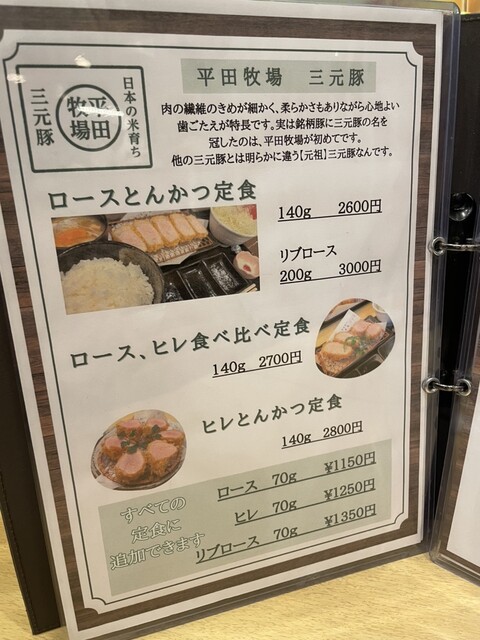 日本の米育ち
平田
牧場
三元豚
平田牧場 三元豚
肉の繊維のきめが細かく、柔らかさもありながら心地よい
歯ごたえが特長です。実は銘柄豚に三元豚の名を
冠したのは、平田牧場が初めてです。
他の三元豚とは明らかに違う【元祖】三元豚なんです。
ロースとんかつ定食
140g 2600円
リブロース
200g 3000円
ロース、ヒレ食べ比べ定食
140g 2700円
ヒレとんかつ定食
140g 2800円
すべての
定食に
追加できます
ロース 70g ¥1150円
ヒレ 70g ¥1250円
リブロース 70g ¥1350円